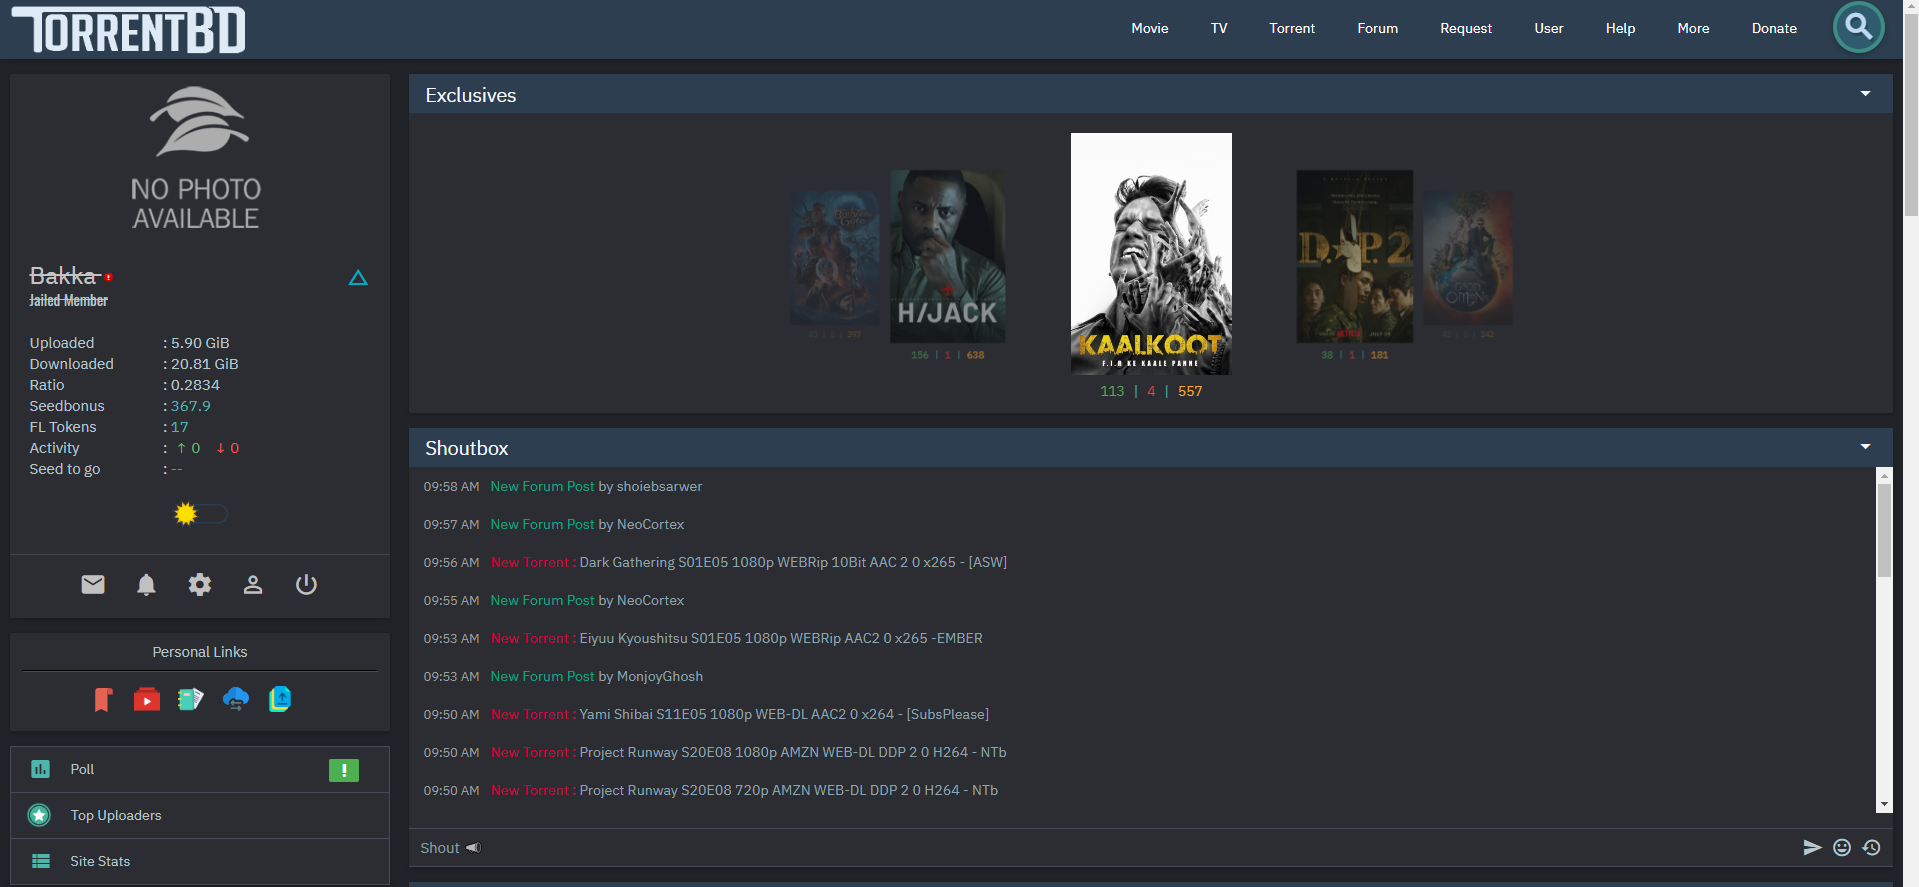 TORRENTBD
Movie TV Torrent Forum Request User Help More Donate
NO PHOTO
AVAILABLE
Bakka
Jailed Member
Uploaded : 5.90 GiB
Downloaded : 20.81 GiB
Ratio : 0.2834
Seedbonus : 367.9
FL Tokens : 17
Activity : ↑ 0 ↓ 0
Seed to go : --
Personal Links
Poll !
Top Uploaders
Site Stats
Exclusives
H/JACK
156 | 1 | 638
KAALKOOT
F.I.R KE KAALE PANNE
113 | 4 | 557
D.P.2
38 | 1 | 181
GOOD
OMENS
Shoutbox
09:58 AM New Forum Post by shoiebsarwer
09:57 AM New Forum Post by NeoCortex
09:56 AM New Torrent : Dark Gathering S01E05 1080p WEBRip 10Bit AAC 2 0 x265 - [ASW]
09:55 AM New Forum Post by NeoCortex
09:53 AM New Torrent : Eiyuu Kyoushitsu S01E05 1080p WEBRip AAC2 0 x265 -EMBER
09:53 AM New Forum Post by MonjoyGhosh
09:50 AM New Torrent : Yami Shibai S11E05 1080p WEB-DL AAC2 0 x264 - [SubsPlease]
09:50 AM New Torrent : Project Runway S20E08 1080p AMZN WEB-DL DDP 2 0 H264 - NTb
09:50 AM New Torrent : Project Runway S20E08 720p AMZN WEB-DL DDP 2 0 H264 - NTb
Shout